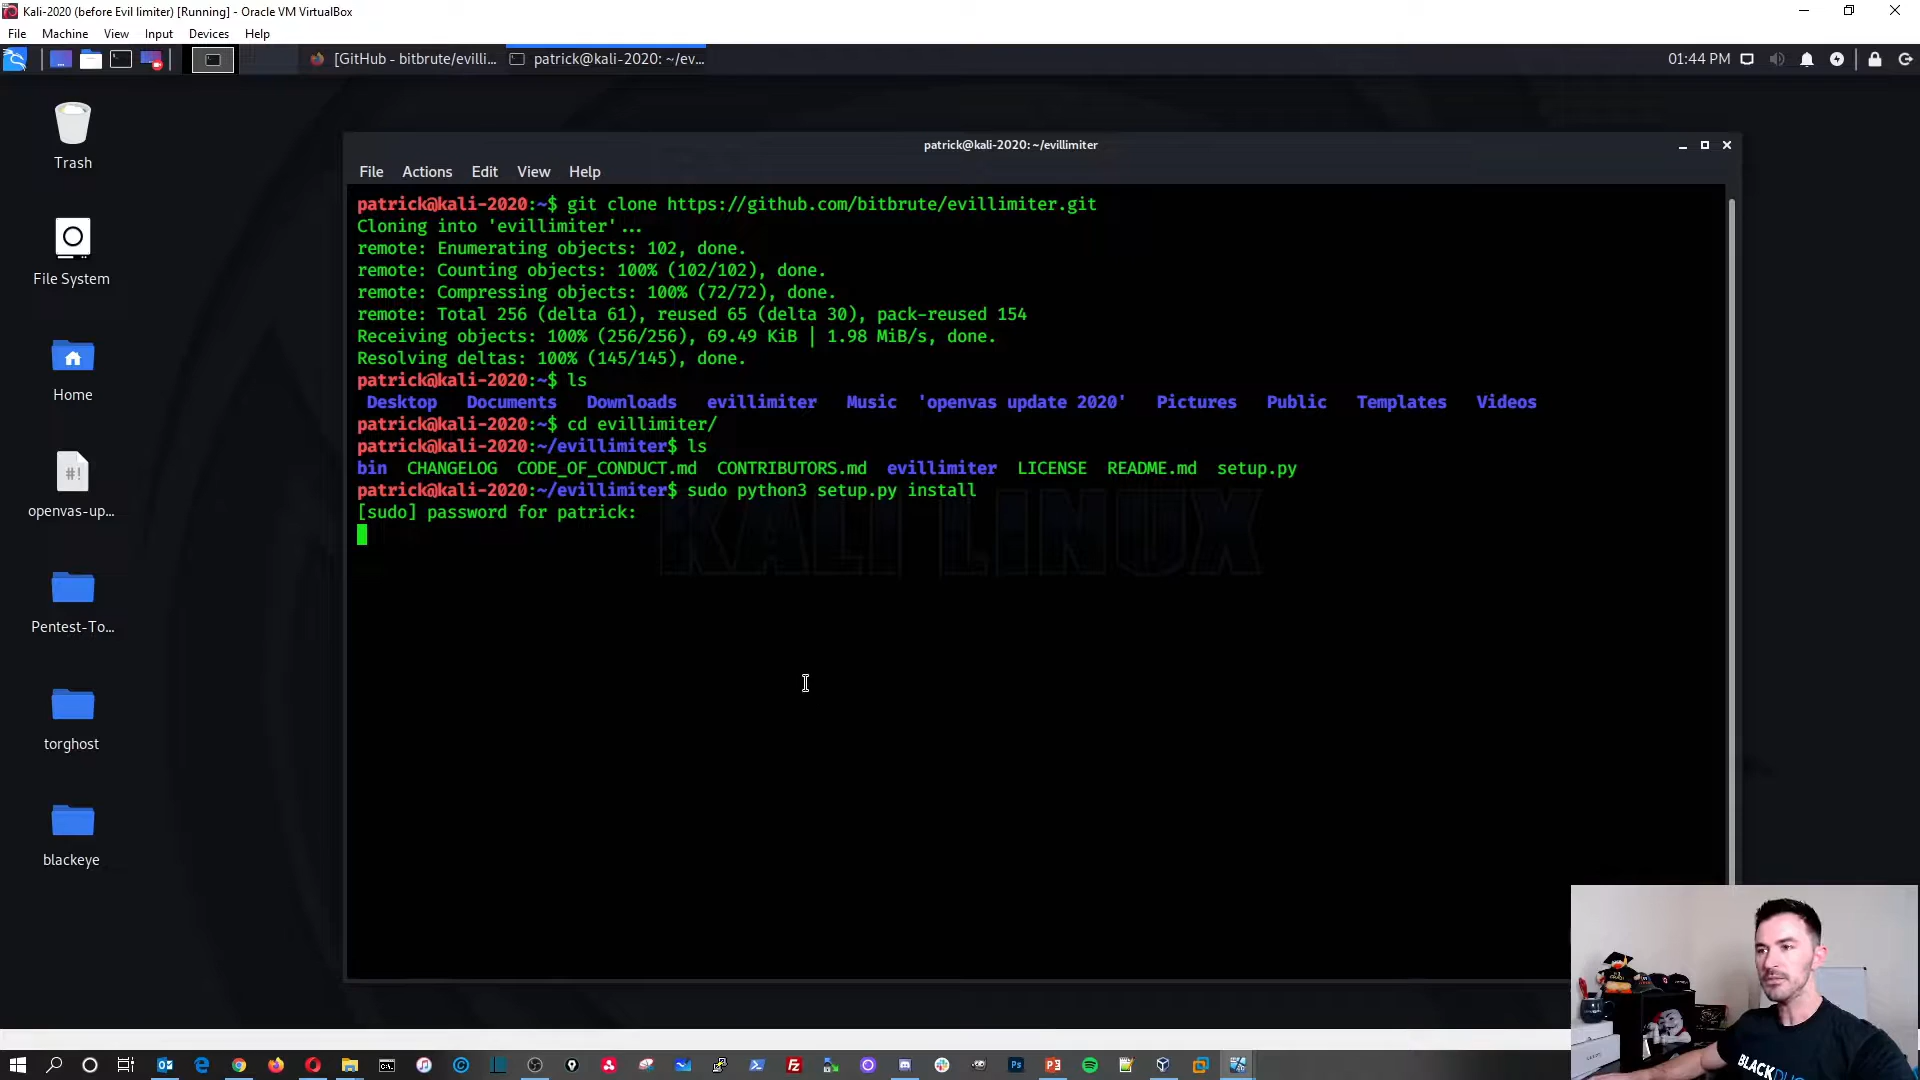 Kali-2020 (before Evil limiter) [Running] - Oracle VM VirtualBox
File Machine View Input Devices Help
[GitHub - bitbrute/evilli... patrick@kali-2020: ~/ev... 01:44 PM
Trash
File System
Home
openvas-up...
Pentest-To...
torghost
blackeye
patrick@kali-2020: ~/evillimiter
File Actions Edit View Help
patrick@kali-2020:~$ git clone https://github.com/bitbrute/evillimiter.git
Cloning into 'evillimiter'...
remote: Enumerating objects: 102, done.
remote: Counting objects: 100% (102/102), done.
remote: Compressing objects: 100% (72/72), done.
remote: Total 256 (delta 61), reused 65 (delta 30), pack-reused 154
Receiving objects: 100% (256/256), 69.49 KiB | 1.98 MiB/s, done.
Resolving deltas: 100% (145/145), done.
patrick@kali-2020:~$ ls
Desktop Documents Downloads evillimiter Music 'openvas update 2020' Pictures Public Templates Videos
patrick@kali-2020:~$ cd evillimiter/
patrick@kali-2020:~/evillimiter$ ls
bin CHANGELOG CODE_OF_CONDUCT.md CONTRIBUTORS.md evillimiter LICENSE README.md setup.py
patrick@kali-2020:~/evillimiter$ sudo python3 setup.py install
[sudo] password for patrick:
KALI LINUX